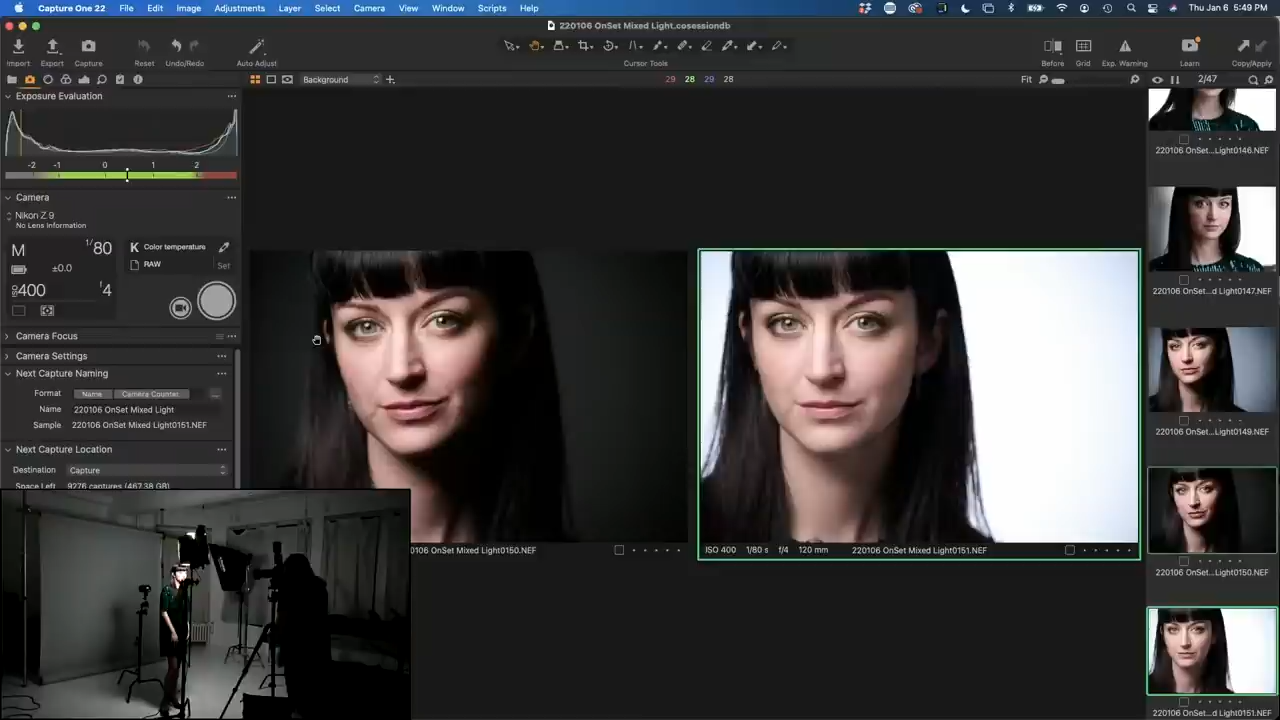 Capture One 22 File Edit Image Adjustments Layer Select Camera View Window Scripts Help Thu Jan 6 5:49 PM
220106 OnSet Mixed Light.cosessiondb
Import Export Capture Reset Undo/Redo Auto Adjust Cursor Tools Before Grid Exp. Warning Learn Copy/Apply
Background 29 28 29 28 Fit 2/47
Exposure Evaluation
-2 -1 0 1 2
Camera
Nikon Z 9
No Lens Information
M 1/80 K Color temperature
±0.0 RAW Set
400 f4
Camera Focus
Camera Settings
Next Capture Naming
Format Name Camera Counter ...
Name 220106 OnSet Mixed Light
Sample 220106 OnSet Mixed Light0151.NEF
Next Capture Location
Destination Capture
Space Left 9276 captures (467.38 GB)
0106 OnSet Mixed Light0150.NEF
ISO 400 1/80 s f/4 120 mm 220106 OnSet Mixed Light0151.NEF
220106 OnSet...Light0146.NEF
220106 OnSet...d Light0147.NEF
220106 OnSet...Light0149.NEF
220106 OnSet...Light0150.NEF
220106 OnSet...d Light0151.NEF